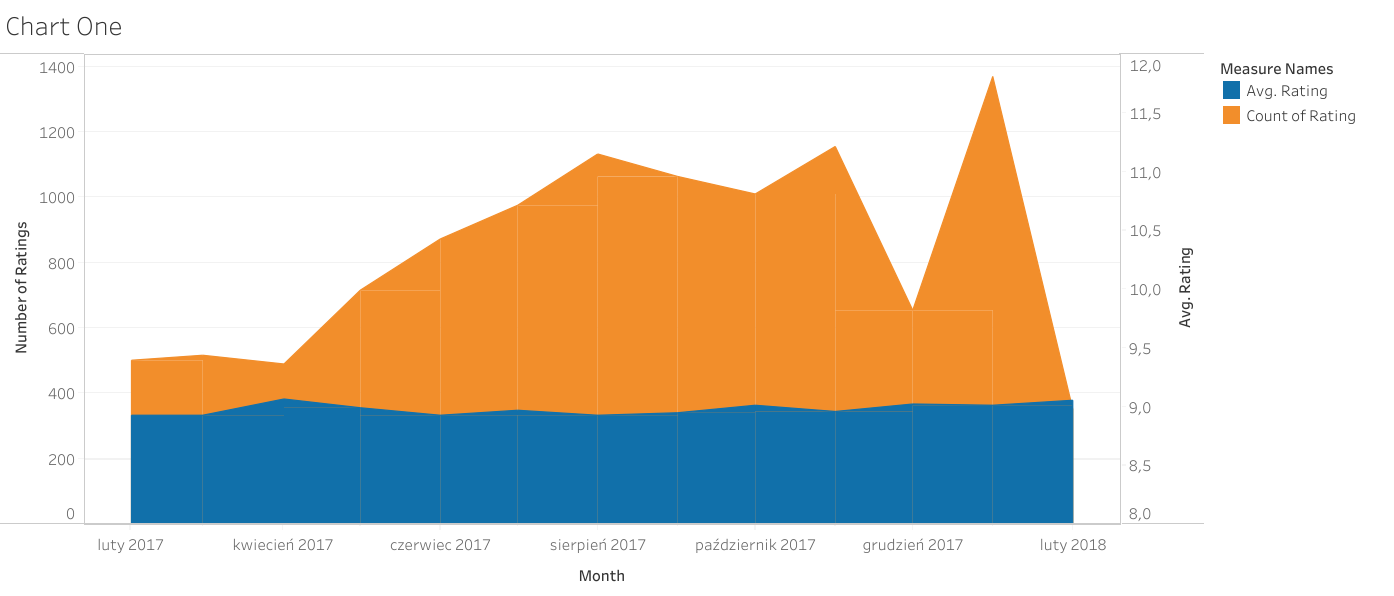 Chart One
1400
1200
1000
800
600
400
200
0
Number of Ratings
12,0
11,5
11,0
10,5
10,0
9,5
9,0
8,5
8,0
Avg. Rating
luty 2017
kwiecień 2017
czerwiec 2017
sierpień 2017
październik 2017
grudzień 2017
luty 2018
Month
Measure Names
Avg. Rating
Count of Rating